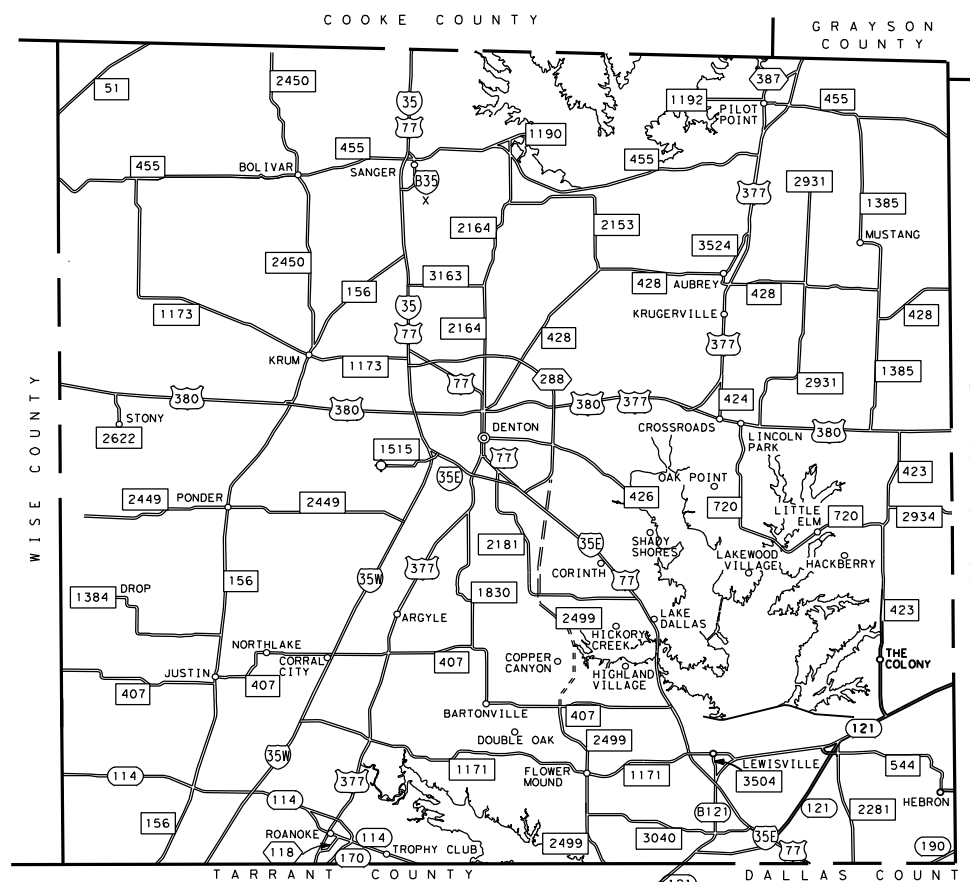 COOKE COUNTY
GRAYSON
COUNTY
387
51
2450
35
77
1192
PILOT
POINT
455
1190
BOLIVAR
455
455
455
SANGER
B35
X
377
2931
1385
MUSTANG
2164
2153
3524
2450
156
3163
428
AUBREY
428
1173
35
77
2164
428
KRUGERVILLE
428
377
KRUM
1173
77
288
2931
1385
WISE COUNTY
380
380
380
377
424
STONY
2622
DENTON
CROSSROADS
LINCOLN
PARK
380
1515
77
35E
OAK POINT
423
2449
PONDER
2449
426
720
LITTLE
ELM
720
2934
2181
35E
SHADY
SHORES
LAKEWOOD
VILLAGE
HACKBERRY
CORINTH
377
35W
77
156
1384
DROP
1830
ARGYLE
2499
LAKE
DALLAS
423
HICKORY
CREEK
NORTHLAKE
CORRAL
CITY
407
COPPER
CANYON
HIGHLAND
VILLAGE
THE
COLONY
JUSTIN
407
407
BARTONVILLE
407
121
DOUBLE OAK
2499
35W
1171
FLOWER
MOUND
1171
LEWISVILLE
3504
544
114
377
HEBRON
114
B121
121
2281
156
ROANOKE
114
118
170
TROPHY CLUB
2499
3040
35E
77
190
TARRANT COUNTY
DALLAS COUNT